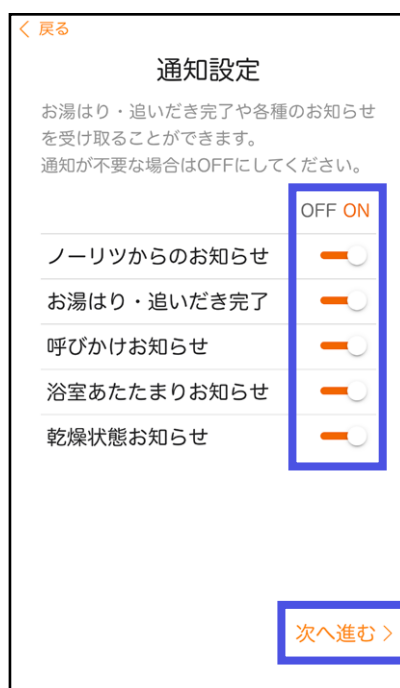 < 戻る
通知設定
お湯はり・追いだき完了や各種のお知らせ
を受け取ることができます。
通知が不要な場合はOFFにしてください。
OFF ON
ノーリツからのお知らせ
お湯はり・追いだき完了
呼びかけお知らせ
浴室あたたまりお知らせ
乾燥状態お知らせ
次へ進む >